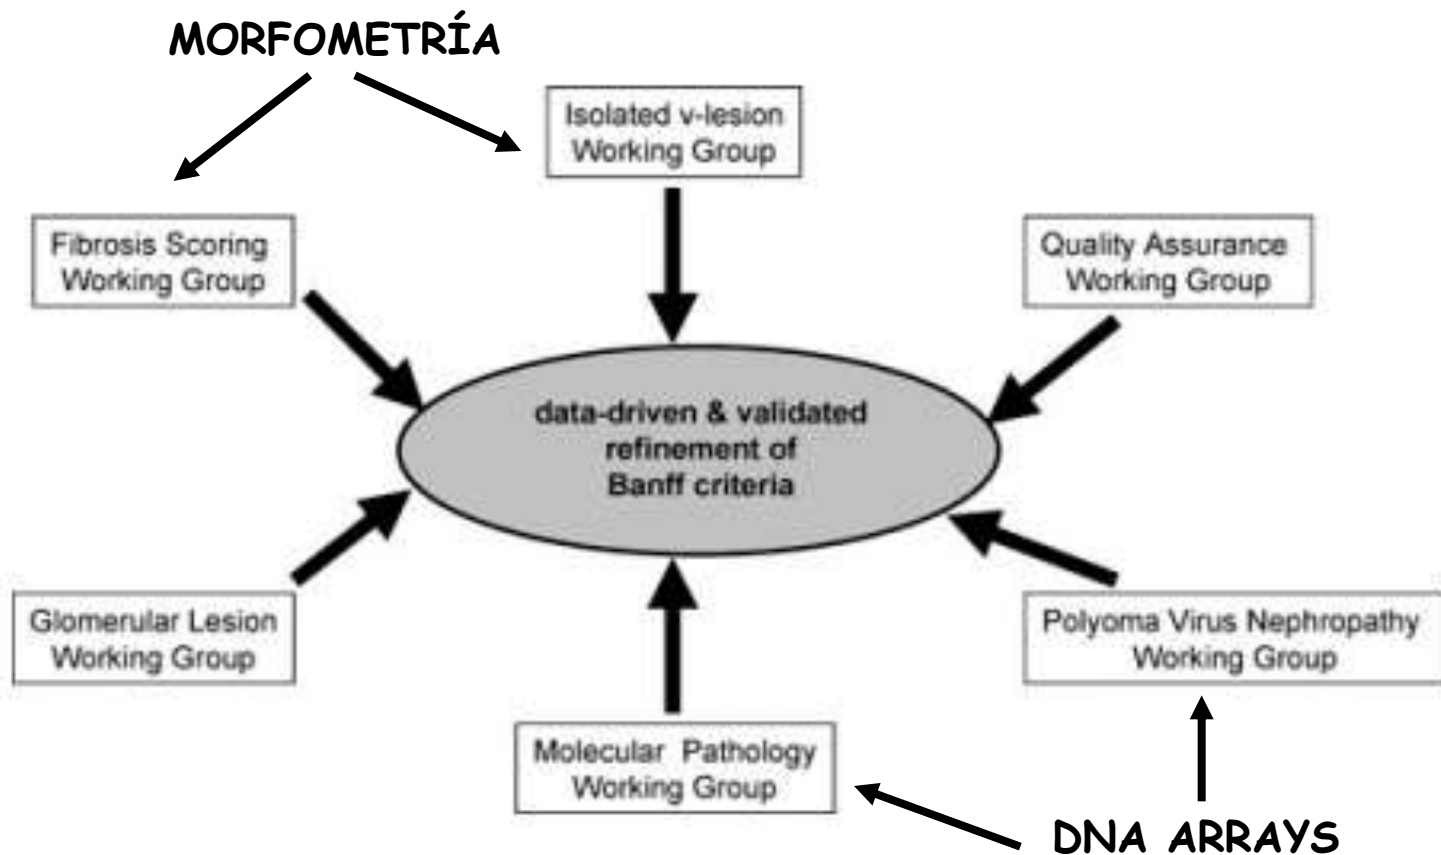 MORFOMETRÍA
Isolated v-lesion
Working Group
Fibrosis Scoring
Working Group
Quality Assurance
Working Group
data-driven & validated
refinement of
Banff criteria
Glomerular Lesion
Working Group
Polyoma Virus Nephropathy
Working Group
Molecular Pathology
Working Group
DNA ARRAYS